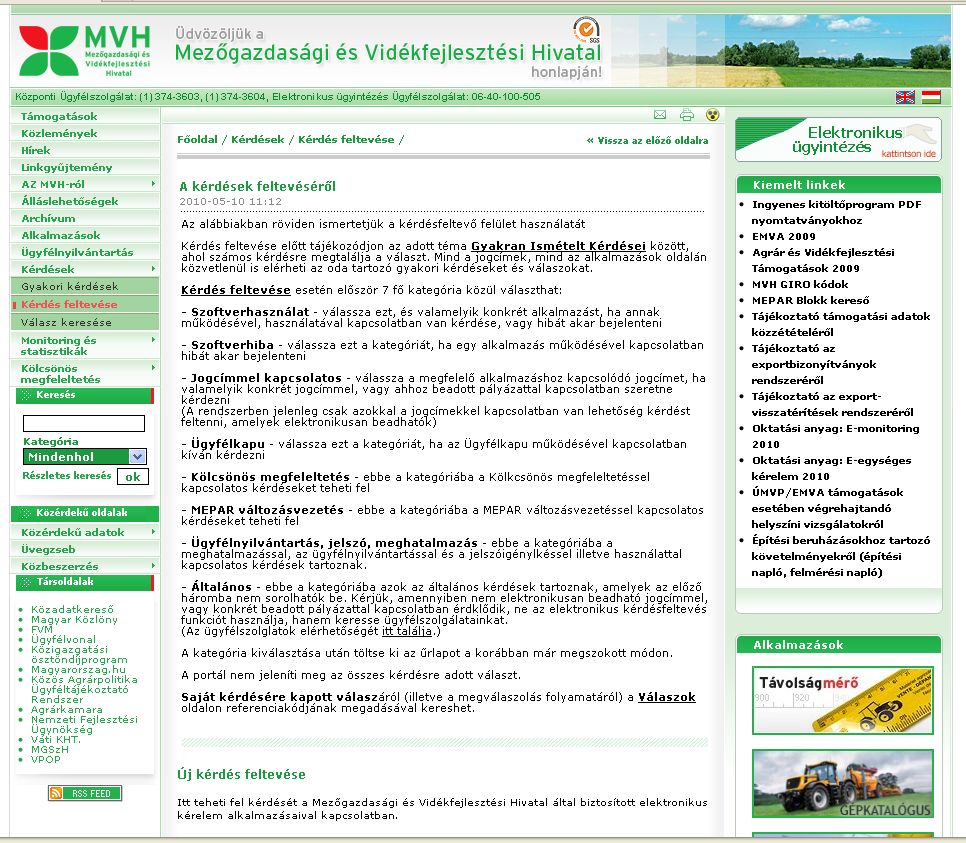 MVH
Mezőgazdasági és
Vidékfejlesztési
Hivatal
Üdvözöljük a
Mezőgazdasági és Vidékfejlesztési Hivatal
honlapján!
SGS
Központi Ügyfélszolgálat: (1) 374-3603, (1) 374-3604, Elektronikus ügyintézés Ügyfélszolgálat: 06-40-100-505
Támogatások
Közlemények
Hírek
Linkgyűjtemény
AZ MVH-ról
Álláslehetőségek
Archívum
Alkalmazások
Ügyfélnyilvántartás
Kérdések
Gyakori kérdések
Kérdés feltevése
Válasz keresése
Monitoring és
statisztikák
Kölcsönös
megfeleltetés
Keresés
Kategória
Mindenhol
Részletes keresés ok
Közérdekű oldalak
Közérdekű adatok
Üvegzseb
Közbeszerzés
Társoldalak
Közadatkereső
Magyar Közlöny
FVM
Ügyfélvonal
Közigazgatási
ösztöndíjprogram
Magyarorszag.hu
Közös Agrárpolitika
Ügyféltájékoztató
Rendszer
Agrárkamara
Nemzeti Fejlesztési
Ügynökség
Váti KHT.
MGSzH
VPOP
RSS FEED
Főoldal / Kérdések / Kérdés feltevése /
« Vissza az előző oldalra
A kérdések feltevéséről
2010-05-10 11:12
Az alábbiakban röviden ismertetjük a kérdésfeltevő felület használatát
Kérdés feltevése előtt tájékozódjon az adott téma Gyakran Ismételt Kérdései között,
ahol számos kérdésre megtalálja a választ. Mind a jogcímek, mind az alkalmazások oldalán
közvetlenül is elérheti az oda tartozó gyakori kérdéseket és válaszokat.
Kérdés feltevése esetén először 7 fő kategória közül választhat:
- Szoftverhasználat - válassza ezt, és valamelyik konkrét alkalmazást, ha annak
működésével, használatával kapcsolatban van kérdése, vagy hibát akar bejelenteni
- Szoftverhiba - válassza ezt a kategóriát, ha egy alkalmazás működésével kapcsolatban
hibát akar bejelenteni
- Jogcímmel kapcsolatos - válassza a megfelelő alkalmazáshoz kapcsolódó jogcímet, ha
valamelyik konkrét jogcímmel, vagy ahhoz beadott pályázattal kapcsolatban szeretne
kérdezni
(A rendszerben jelenleg csak azokkal a jogcímekkel kapcsolatban van lehetőség kérdést
feltenni, amelyek elektronikusan beadhatók)
- Ügyfélkapu - válassza ezt a kategóriát, ha az Ügyfélkapu működésével kapcsolatban
kíván kérdezni
- Kölcsönös megfeleltetés - ebbe a kategóriába a Kölkcsönös megfeleltetéssel
kapcsolatos kérdéseket teheti fel
- MEPAR változásvezetés - ebbe a kategóriába a MEPAR változásvezetéssel kapcsolatos
kérdéseket teheti fel
- Ügyfélnyilvántartás, jelszó, meghatalmazás - ebbe a kategóriába a
meghatalmazással, az ügyfélnyilvántartással és a jelszóigénylkéssel illetve használattal
kapcsolatos kérdések tartoznak.
- Általános - ebbe a kategóriába azok az általános kérdések tartoznak, amelyek az előző
háromba nem sorolhatók be. Kérjük, amennyiben nem elektronikusan beadható jogcímmel,
vagy konkrét beadott pályázattal kapcsolatban érdklődik, ne az elektronikus kérdésfeltevés
funkciót használja, hanem keresse ügyfélszolgálatainkat.
(Az ügyfélszolglatok elérhetőségét itt találja.)
A kategória kiválasztása után töltse ki az űrlapot a korábban már megszokott módon.
A portál nem jeleníti meg az összes kérdésre adott választ.
Saját kérdésére kapott válaszáról (illetve a megválaszolás folyamatáról) a Válaszok
oldalon referenciakódjának megadásával kereshet.
Új kérdés feltevése
Itt teheti fel kérdését a Mezőgazdasági és Vidékfejlesztési Hivatal által biztosított elektronikus
kérelem alkalmazásaival kapcsolatban.
Elektronikus
ügyintézés
kattintson ide
Kiemelt linkek
Ingyenes kitöltőprogram PDF
nyomtatványokhoz
EMVA 2009
Agrár és Vidékfejlesztési
Támogatások 2009
MVH GIRO kódok
MEPAR Blokk kereső
Tájékoztató támogatási adatok
közzétételéről
Tájékoztató az
exportbizonyítványok
rendszeréről
Tájékoztató az export-
visszatérítések rendszeréről
Oktatási anyag: E-monitoring
2010
Oktatási anyag: E-egységes
kérelem 2010
ÚMVP/EMVA támogatások
esetében végrehajtandó
helyszíni vizsgálatokról
Építési beruházásokhoz tartozó
követelményekről (építési
napló, felmérési napló)
Alkalmazások
Távolságmérő
900 920
GÉPKATALÓGUS